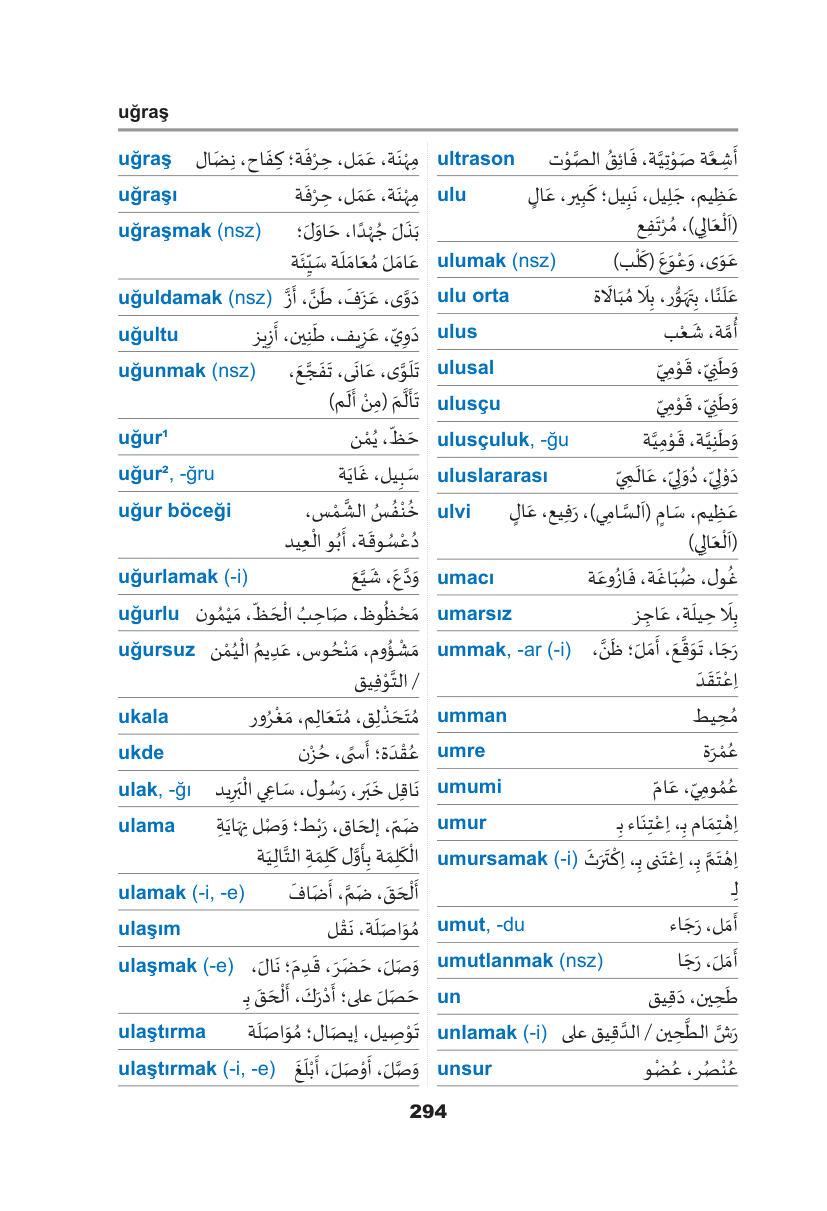 uğraş
uğraş مِهْنَة، عَمَل، حِرْفَة؛ كِفَاح، نِضَال
uğraşı مِهْنَة، عَمَل، حِرْفَة
uğraşmak (nsz) بَذَلَ جُهْدًا، حَاوَلَ؛
عَامَلَ مُعَامَلَة سَيِّئَة
uğuldamak (nsz) دَوَّى، عَزَفَ، طَنَّ، أَزَّ
uğultu دَوِيّ، عَزِيف، طَنِين، أَزِيز
uğunmak (nsz) تَلَوَّى، عَانَى، تَفَجَّعَ،
تَأَلَّمَ (مِنْ أَلَم)
uğur¹ حَظّ، يُمْن
uğur², -ğru سَبِيل، غَايَة
uğur böceği خُنْفُسُ الشَّمْس،
دُعْسُوقَة، أَبُو الْعِيد
uğurlamak (-i) وَدَّعَ، شَيَّعَ
uğurlu مَحْظُوظ، صَاحِبُ الْحَظّ، مَيْمُون
uğursuz مَشْؤُوم، مَنْحُوس، عَدِيمُ الْيُمْن
/ التَّوْفِيق
ukala مُتَحَذْلِق، مُتَعَالِم، مَغْرُور
ukde عُقْدَة؛ أَسًى، حُزْن
ulak, -ğı نَاقِل خَبَر، رَسُول، سَاعِي الْبَرِيد
ulama ضَمّ، إلحَاق، رَبْط؛ وَصْل نِهَايَةِ
الْكَلِمَة بِأَوَّل كَلِمَةِ التَّالِيَة
ulamak (-i, -e) أَلْحَقَ، ضَمَّ، أَضَافَ
ulaşım مُوَاصَلَة، نَقْل
ulaşmak (-e) وَصَلَ، حَضَرَ، قَدِمَ؛ نَالَ،
حَصَلَ على؛ أَدْرَكَ، أَلْحَقَ بِـ
ulaştırma تَوْصِيل، إيصَال؛ مُوَاصَلَة
ulaştırmak (-i, -e) وَصَّلَ، أَوْصَلَ، أَبْلَغَ
ultrason أَشِعَّة صَوْتِيَّة، فَائِقُ الصَّوْت
ulu عَظِيم، جَلِيل، نَبِيل؛ كَبِير، عَالٍ
(اَلْعَالِي)، مُرْتَفِع
ulumak (nsz) عَوَى، وَعْوَعَ (كَلْب)
ulu orta عَلَنًا، بِتَهَوُّر، بِلَا مُبَالَاة
ulus أُمَّة، شَعْب
ulusal وَطَنِيّ، قَوْمِيّ
ulusçu وَطَنِيّ، قَوْمِيّ
ulusçuluk, -ğu وَطَنِيَّة، قَوْمِيَّة
uluslararası دَوْلِيّ، دُوَلِيّ، عَالَمِيّ
ulvi عَظِيم، سَامٍ (اَلسَّامِي)، رَفِيع، عَالٍ
(اَلْعَالِي)
umacı غُول، ضُبَاغَة، فَازُوعَة
umarsız بِلَا حِيلَة، عَاجِز
ummak, -ar (-i) رَجَا، تَوَقَّعَ، أَمَلَ؛ ظَنَّ،
اِعْتَقَدَ
umman مُحِيط
umre عُمْرَة
umumi عُمُومِيّ، عَامّ
umur اِهْتِمَام بِـ، اِعْتِنَاء بِـ
umursamak (-i) اِهْتَمَّ بِـ، اِعْتَنى بِـ، اِكْتَرَثَ
لِـ
umut, -du أَمَل، رَجَاء
umutlanmak (nsz) أَمَلَ، رَجَا
un طَحِين، دَقِيق
unlamak (-i) رَشَّ الطَّحِين / الدَّقِيق على
unsur عُنْصُر، عُضْو
294